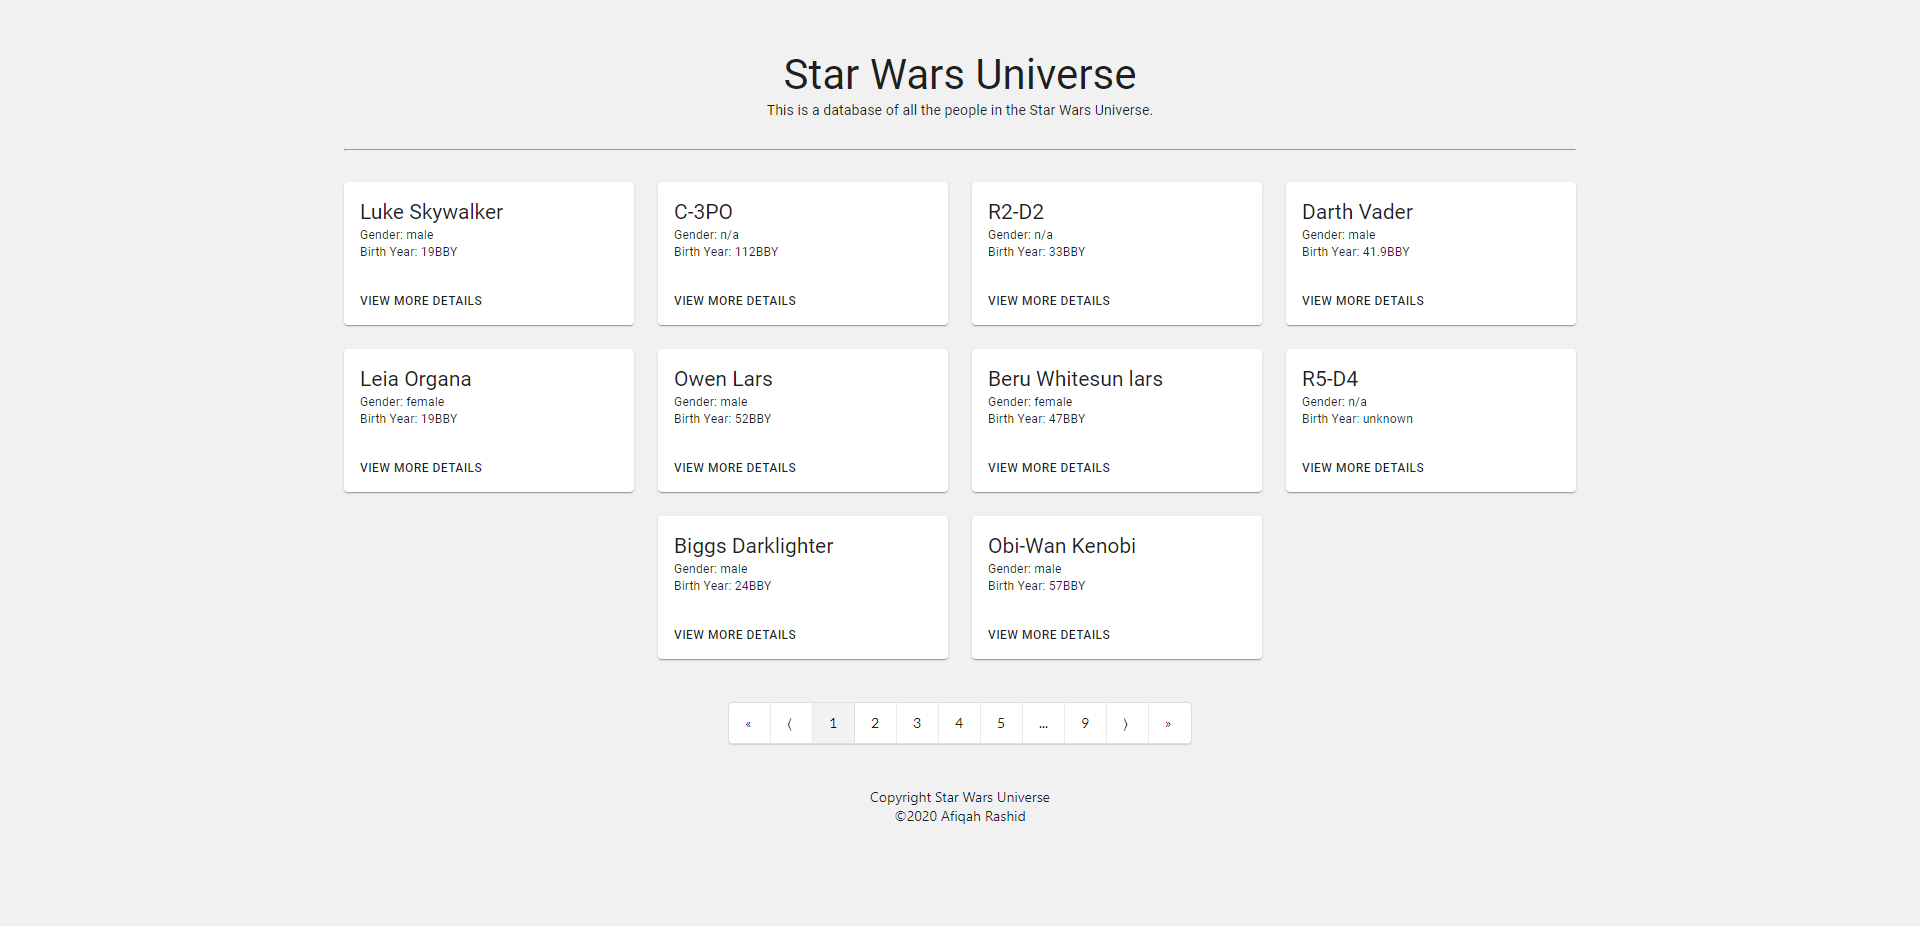 Star Wars Universe
This is a database of all the people in the Star Wars Universe.
Luke Skywalker
Gender: male
Birth Year: 19BBY
VIEW MORE DETAILS
C-3PO
Gender: n/a
Birth Year: 112BBY
VIEW MORE DETAILS
R2-D2
Gender: n/a
Birth Year: 33BBY
VIEW MORE DETAILS
Darth Vader
Gender: male
Birth Year: 41.9BBY
VIEW MORE DETAILS
Leia Organa
Gender: female
Birth Year: 19BBY
VIEW MORE DETAILS
Owen Lars
Gender: male
Birth Year: 52BBY
VIEW MORE DETAILS
Beru Whitesun lars
Gender: female
Birth Year: 47BBY
VIEW MORE DETAILS
R5-D4
Gender: n/a
Birth Year: unknown
VIEW MORE DETAILS
Biggs Darklighter
Gender: male
Birth Year: 24BBY
VIEW MORE DETAILS
Obi-Wan Kenobi
Gender: male
Birth Year: 57BBY
VIEW MORE DETAILS
« ⟨ 1 2 3 4 5 ... 9 ⟩ »
Copyright Star Wars Universe
©2020 Afiqah Rashid